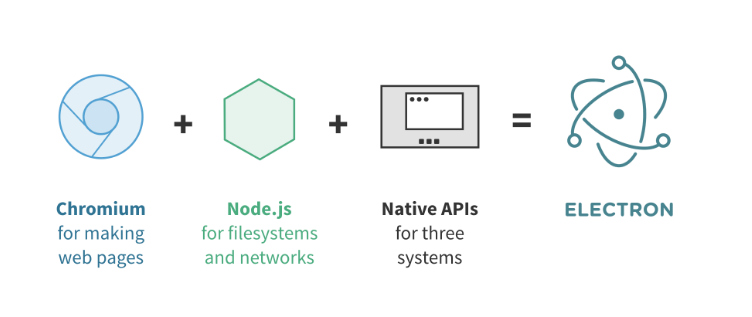 + + =
Chromium
for making
web pages
Node.js
for filesystems
and networks
Native APIs
for three
systems
ELECTRON